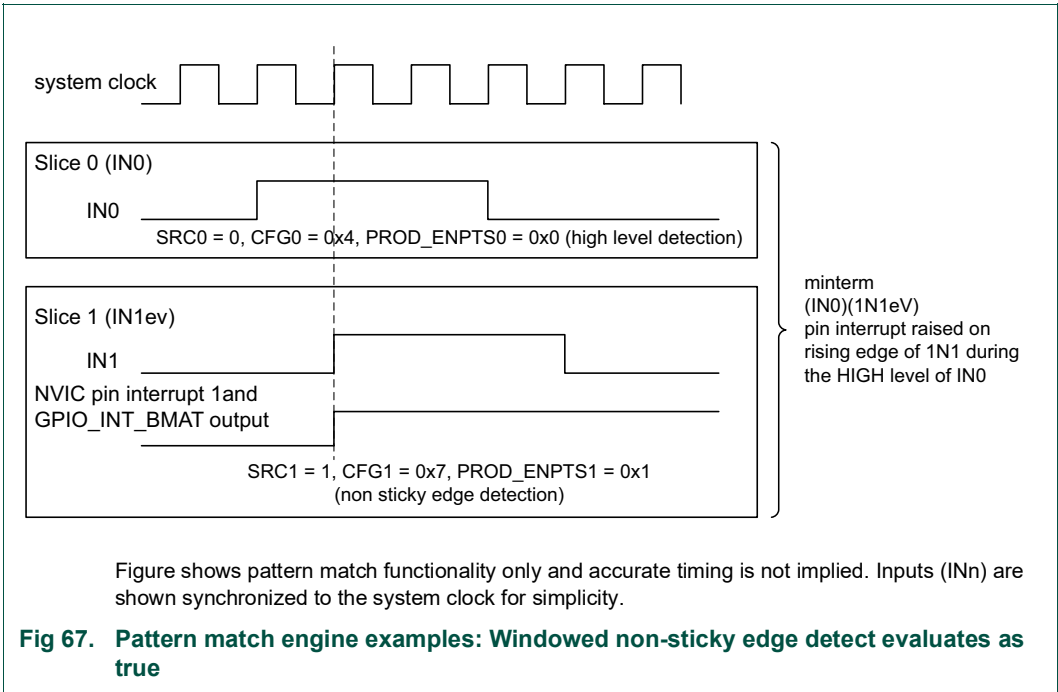 system clock
Slice 0 (IN0)
IN0
SRC0 = 0, CFG0 = 0x4, PROD_ENPTS0 = 0x0 (high level detection)
Slice 1 (IN1ev)
IN1
NVIC pin interrupt 1and
GPIO_INT_BMAT output
SRC1 = 1, CFG1 = 0x7, PROD_ENPTS1 = 0x1
(non sticky edge detection)
minterm
(IN0)(1N1eV)
pin interrupt raised on
rising edge of 1N1 during
the HIGH level of IN0
Figure shows pattern match functionality only and accurate timing is not implied. Inputs (INn) are
shown synchronized to the system clock for simplicity.
Fig 67. Pattern match engine examples: Windowed non-sticky edge detect evaluates as
true